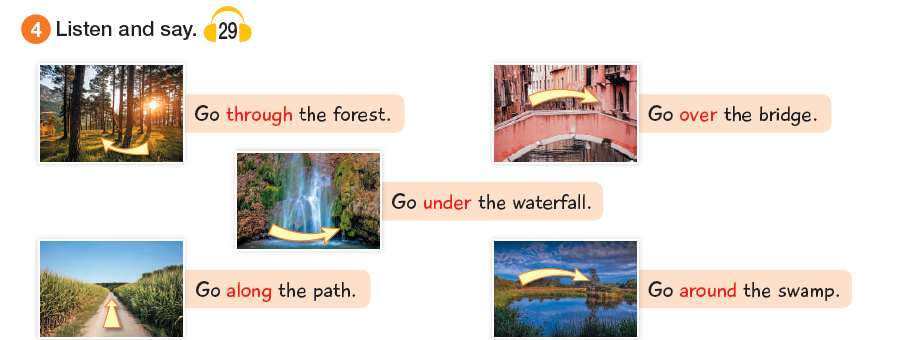 4 Listen and say. 29
Go through the forest.
Go over the bridge.
Go under the waterfall.
Go along the path.
Go around the swamp.